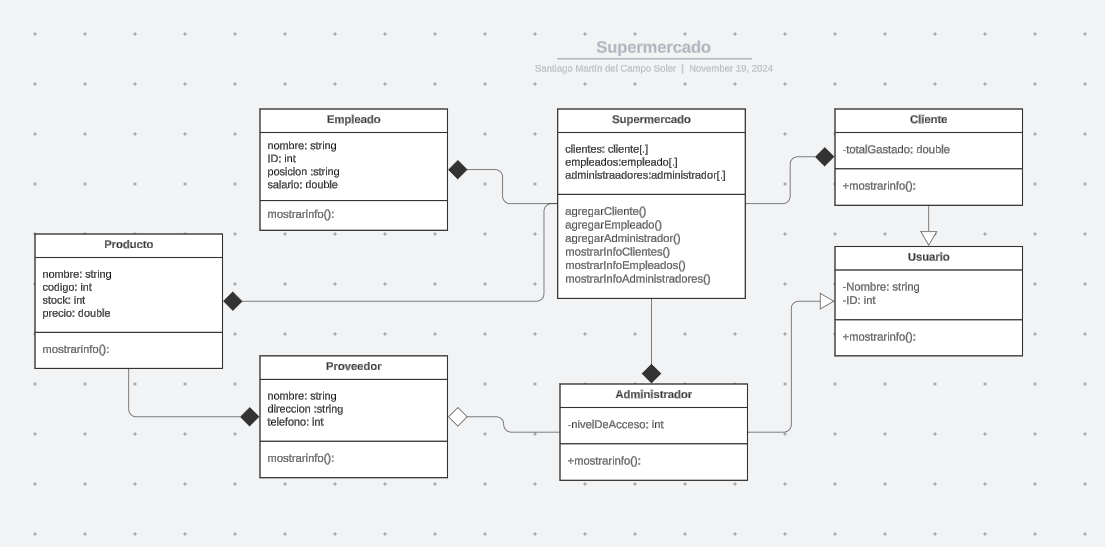 Supermercado
Santiago Martín del Campo Soler | November 19, 2024
Empleado
nombre: string
ID: int
posicion :string
salario: double
mostrarinfo():
Supermercado
clientes: cliente[.]
empleados:empleado[.]
administraadores:administrador[.]
agregarCliente()
agregarEmpleado()
agregarAdministrador()
mostrarInfoClientes()
mostrarInfoEmpleados()
mostrarInfoAdministradores()
Cliente
-totalGastado: double
+mostrarinfo():
Producto
nombre: string
codigo: int
stock: int
precio: double
mostrarinfo():
Usuario
-Nombre: string
-ID: int
+mostrarinfo():
Proveedor
nombre: string
direccion :string
telefono: int
mostrarinfo():
Administrador
-nivelDeAcceso: int
+mostrarinfo():